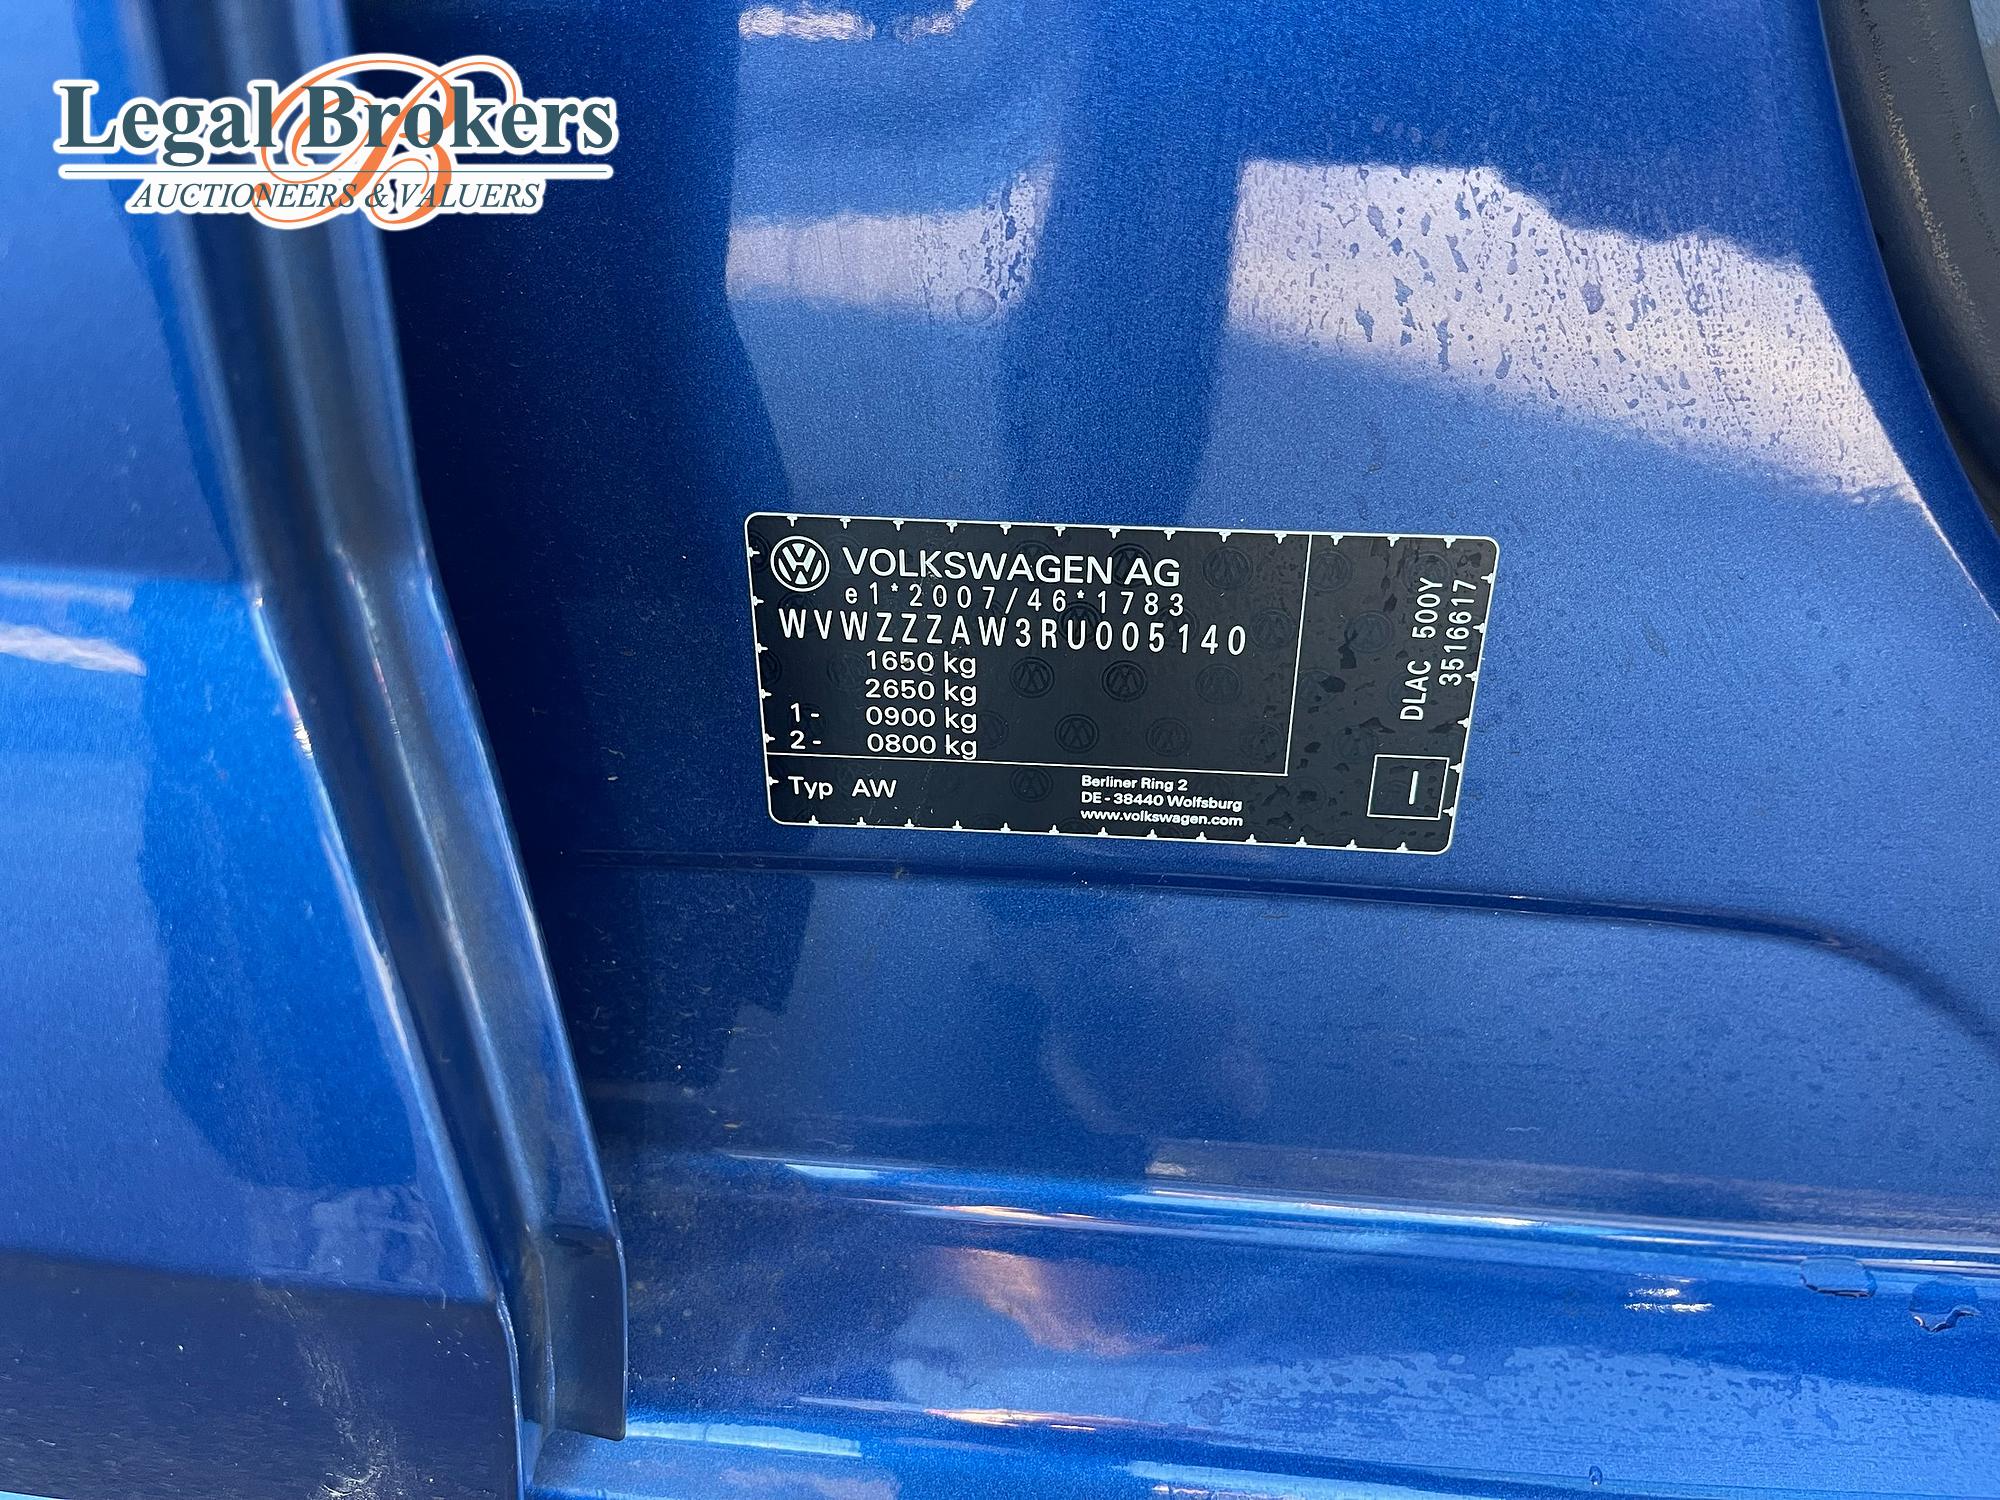 Legal Brokers
AUCTIONEERS & VALUERS
VOLKSWAGEN AG
e1*2007/46*1783
WVWZZZAW3RU005140
1650 kg
2650 kg
1- 0900 kg
2- 0800 kg
Typ AW
Berliner Ring 2
DE - 38440 Wolfsburg
www.volkswagen.com
DLAC 500Y
3516617
I